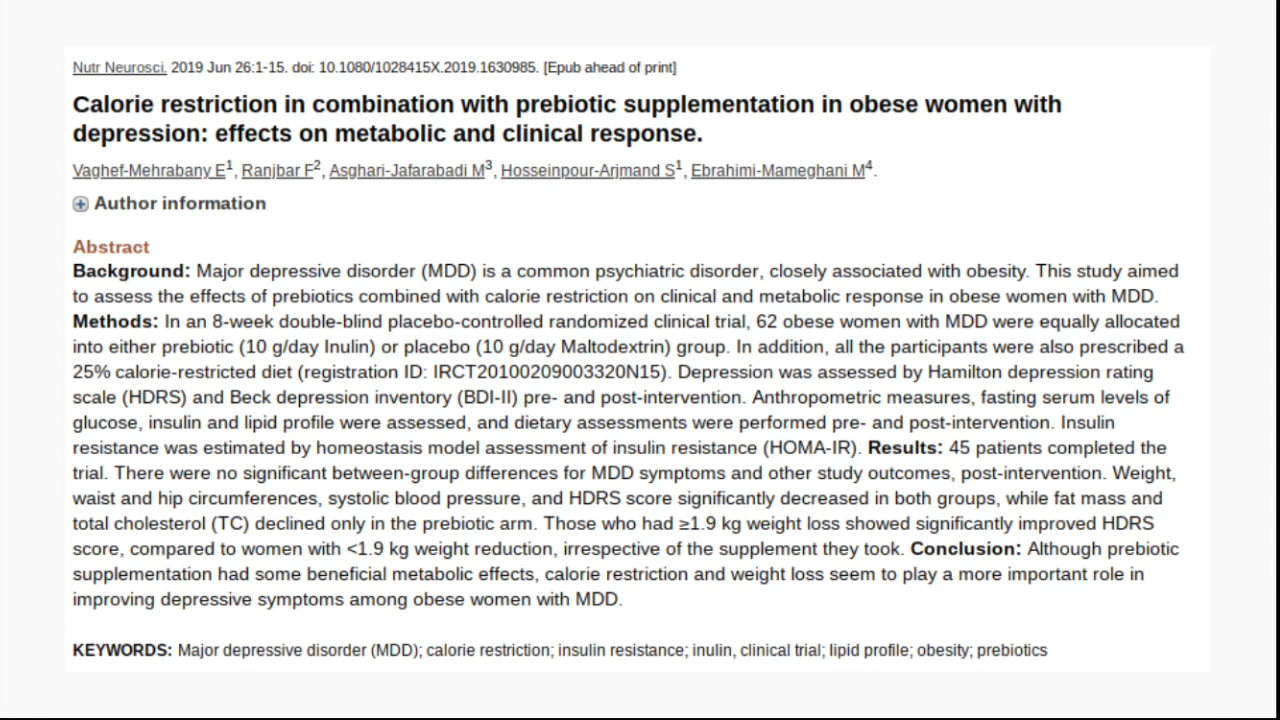 Nutr Neurosci. 2019 Jun 26:1-15. doi: 10.1080/1028415X.2019.1630985. [Epub ahead of print]
Calorie restriction in combination with prebiotic supplementation in obese women with
depression: effects on metabolic and clinical response.
Vaghef-Mehrabany E1, Ranjbar F2, Asghari-Jafarabadi M3, Hosseinpour-Arjmand S1, Ebrahimi-Mameghani M4.
Author information
Abstract
Background: Major depressive disorder (MDD) is a common psychiatric disorder, closely associated with obesity. This study aimed
to assess the effects of prebiotics combined with calorie restriction on clinical and metabolic response in obese women with MDD.
Methods: In an 8-week double-blind placebo-controlled randomized clinical trial, 62 obese women with MDD were equally allocated
into either prebiotic (10 g/day Inulin) or placebo (10 g/day Maltodextrin) group. In addition, all the participants were also prescribed a
25% calorie-restricted diet (registration ID: IRCT20100209003320N15). Depression was assessed by Hamilton depression rating
scale (HDRS) and Beck depression inventory (BDI-II) pre- and post-intervention. Anthropometric measures, fasting serum levels of
glucose, insulin and lipid profile were assessed, and dietary assessments were performed pre- and post-intervention. Insulin
resistance was estimated by homeostasis model assessment of insulin resistance (HOMA-IR). Results: 45 patients completed the
trial. There were no significant between-group differences for MDD symptoms and other study outcomes, post-intervention. Weight,
waist and hip circumferences, systolic blood pressure, and HDRS score significantly decreased in both groups, while fat mass and
total cholesterol (TC) declined only in the prebiotic arm. Those who had ≥1.9 kg weight loss showed significantly improved HDRS
score, compared to women with <1.9 kg weight reduction, irrespective of the supplement they took. Conclusion: Although prebiotic
supplementation had some beneficial metabolic effects, calorie restriction and weight loss seem to play a more important role in
improving depressive symptoms among obese women with MDD.
KEYWORDS: Major depressive disorder (MDD); calorie restriction; insulin resistance; inulin, clinical trial; lipid profile; obesity; prebiotics